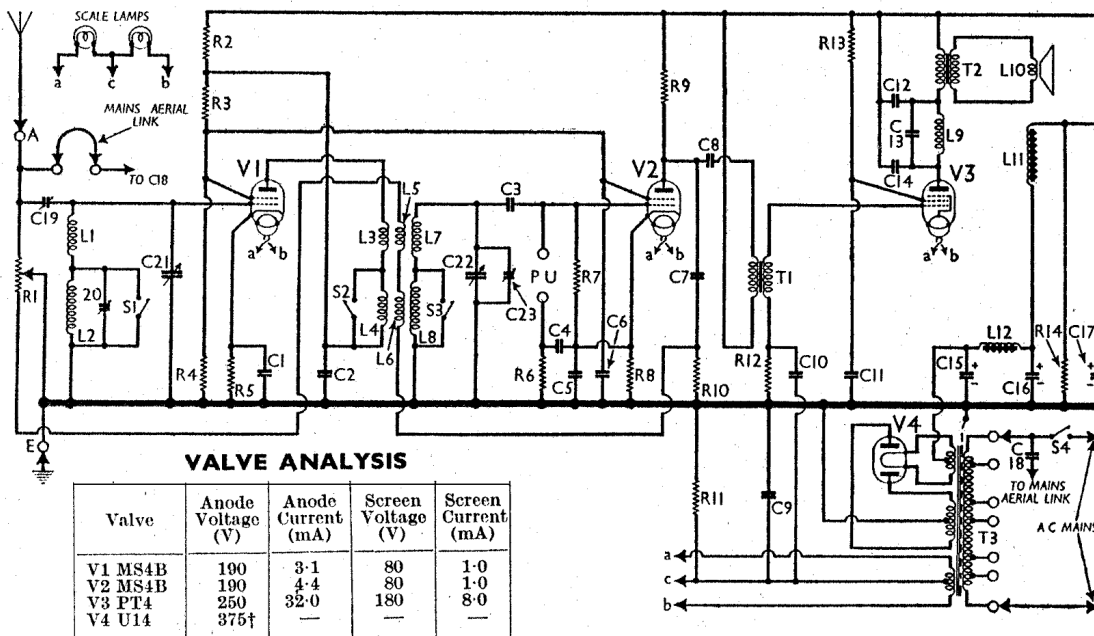 SCALE LAMPS
a c b
MAINS AERIAL
LINK
A
TO C18
R2
R3
V1
C19
L1
C21
R1
20
S1
L2
a b
R4
R5
C1
C2
E
L3
L5
L7
S2
L4
L6
L8
S3
C22
C23
C3
PU
R7
C4
R6
C5
C6
R8
R9
V2
a b
C8
C7
T1
R10
R12
C10
R11
C9
R13
C11
C12
C
13
C14
L9
V3
a b
T2
L10
L11
L12
R14
C17
C15
+
-
C16
+
-
+
-
V4
T3
C
18
S4
TO MAINS
AERIAL LINK
A C MAINS
a
c
b
VALVE ANALYSIS
Valve Anode Voltage (V) Anode Current (mA) Screen Voltage (V) Screen Current (mA)
V1 MS4B 190 3·1 80 1·0
V2 MS4B 190 4·4 80 1·0
V3 PT4 250 32·0 180 8·0
V4 U14 375† — — —